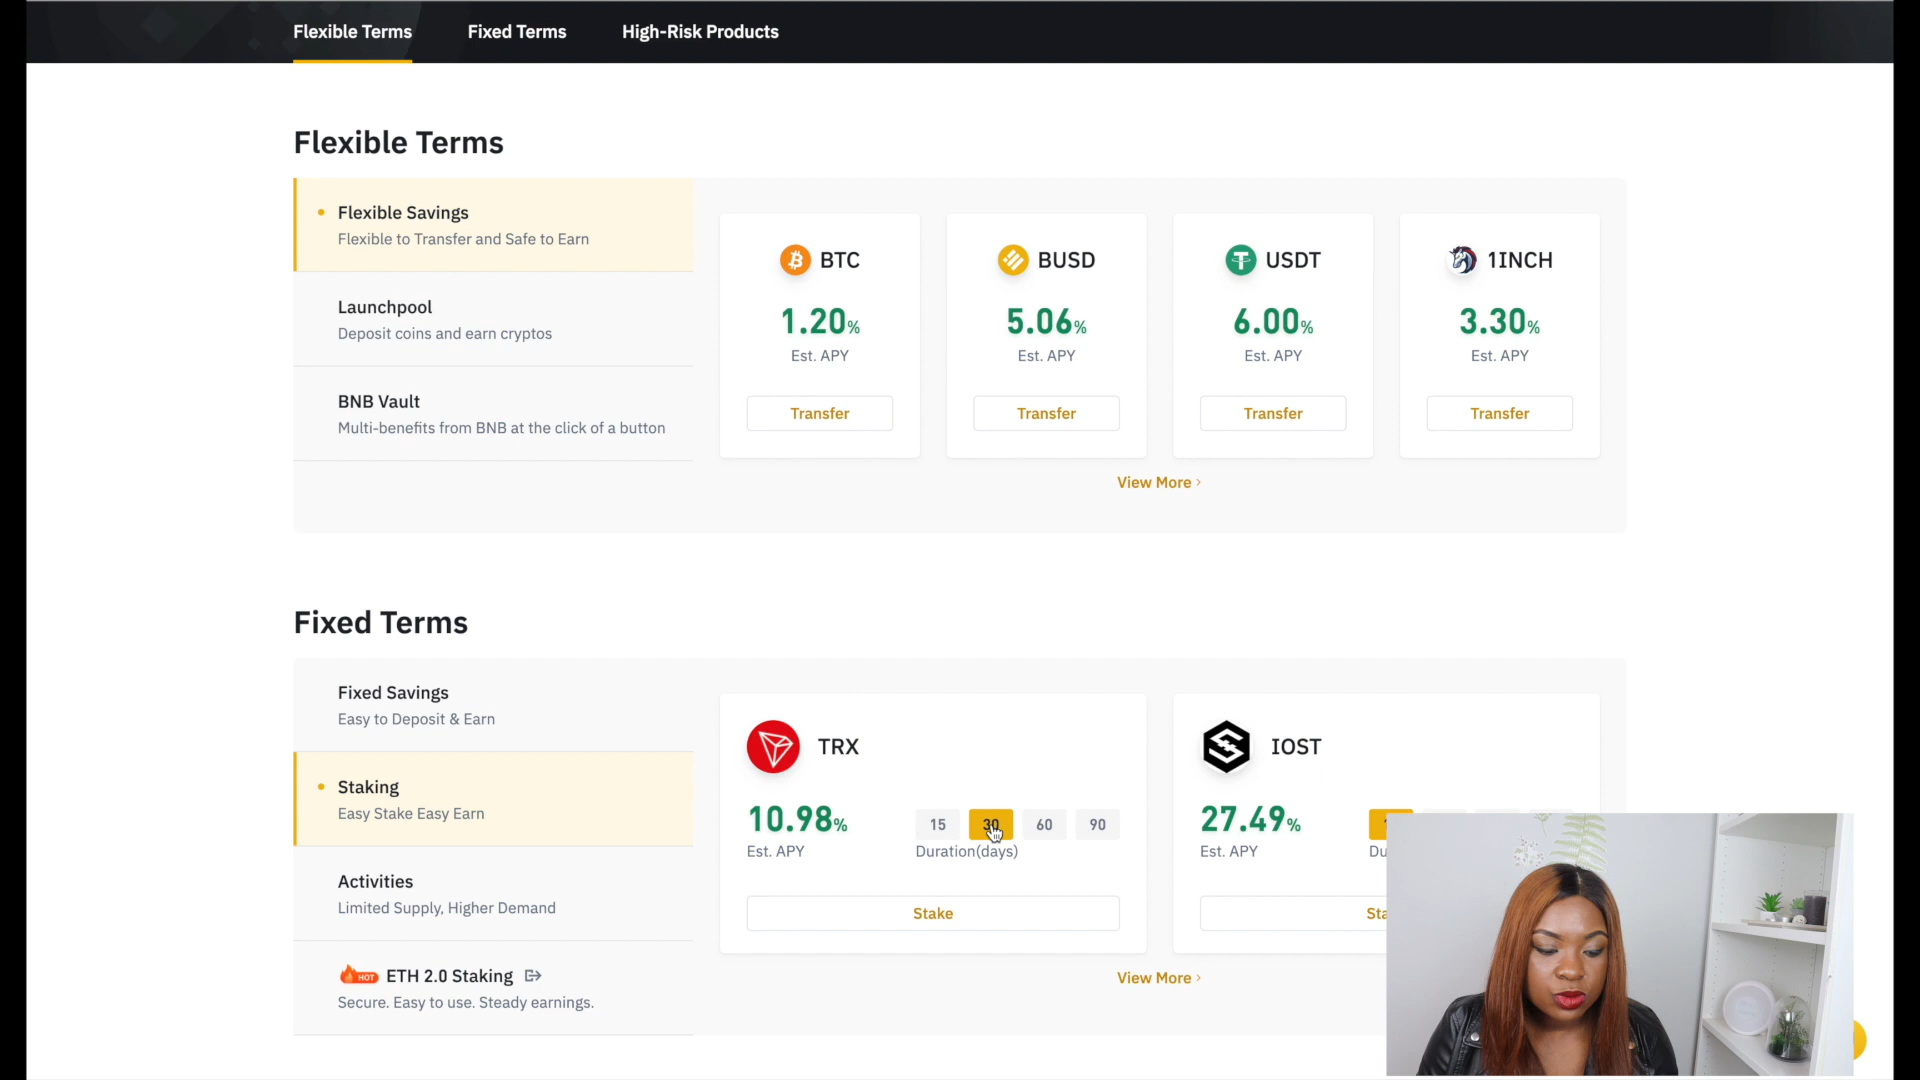 Flexible Terms
Fixed Terms
High-Risk Products
Flexible Terms
Flexible Savings
Flexible to Transfer and Safe to Earn
Launchpool
Deposit coins and earn cryptos
BNB Vault
Multi-benefits from BNB at the click of a button
BTC
1.20%
Est. APY
Transfer
BUSD
5.06%
Est. APY
Transfer
USDT
6.00%
Est. APY
Transfer
1INCH
3.30%
Est. APY
Transfer
View More
Fixed Terms
Fixed Savings
Easy to Deposit & Earn
Staking
Easy Stake Easy Earn
Activities
Limited Supply, Higher Demand
HOT ETH 2.0 Staking
Secure. Easy to use. Steady earnings.
TRX
10.98%
Est. APY
15 30 60 90
Duration(days)
Stake
IOST
27.49%
Est. APY
View More